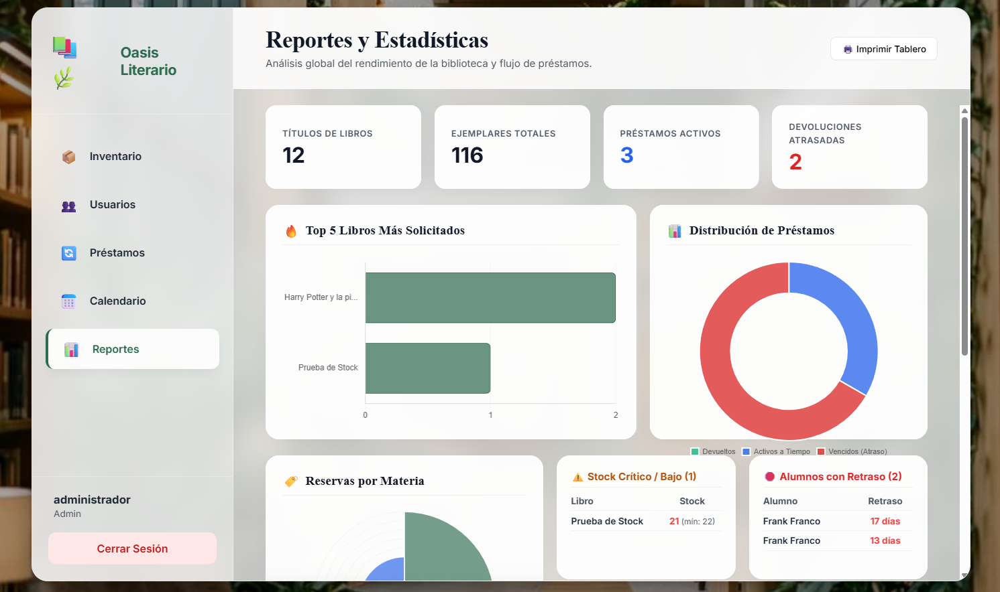 Oasis
Literario
Inventario
Usuarios
Préstamos
Calendario
Reportes
administrador
Admin
Cerrar Sesión
Reportes y Estadísticas
Análisis global del rendimiento de la biblioteca y flujo de préstamos.
Imprimir Tablero
TÍTULOS DE LIBROS
12
EJEMPLARES TOTALES
116
PRÉSTAMOS ACTIVOS
3
DEVOLUCIONES
ATRASADAS
2
Top 5 Libros Más Solicitados
Harry Potter y la pi...
Prueba de Stock
0 1 2
Distribución de Préstamos
Devueltos Activos a Tiempo Vencidos (Atraso)
Reservas por Materia
Stock Crítico / Bajo (1)
Libro Stock
Prueba de Stock 21 (mín: 22)
Alumnos con Retraso (2)
Alumno Retraso
Frank Franco 17 días
Frank Franco 13 días